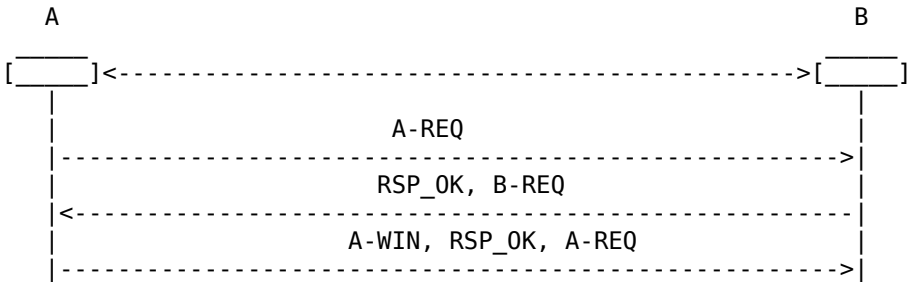 A B
A-REQ
RSP_OK, B-REQ
A-WIN, RSP_OK, A-REQ